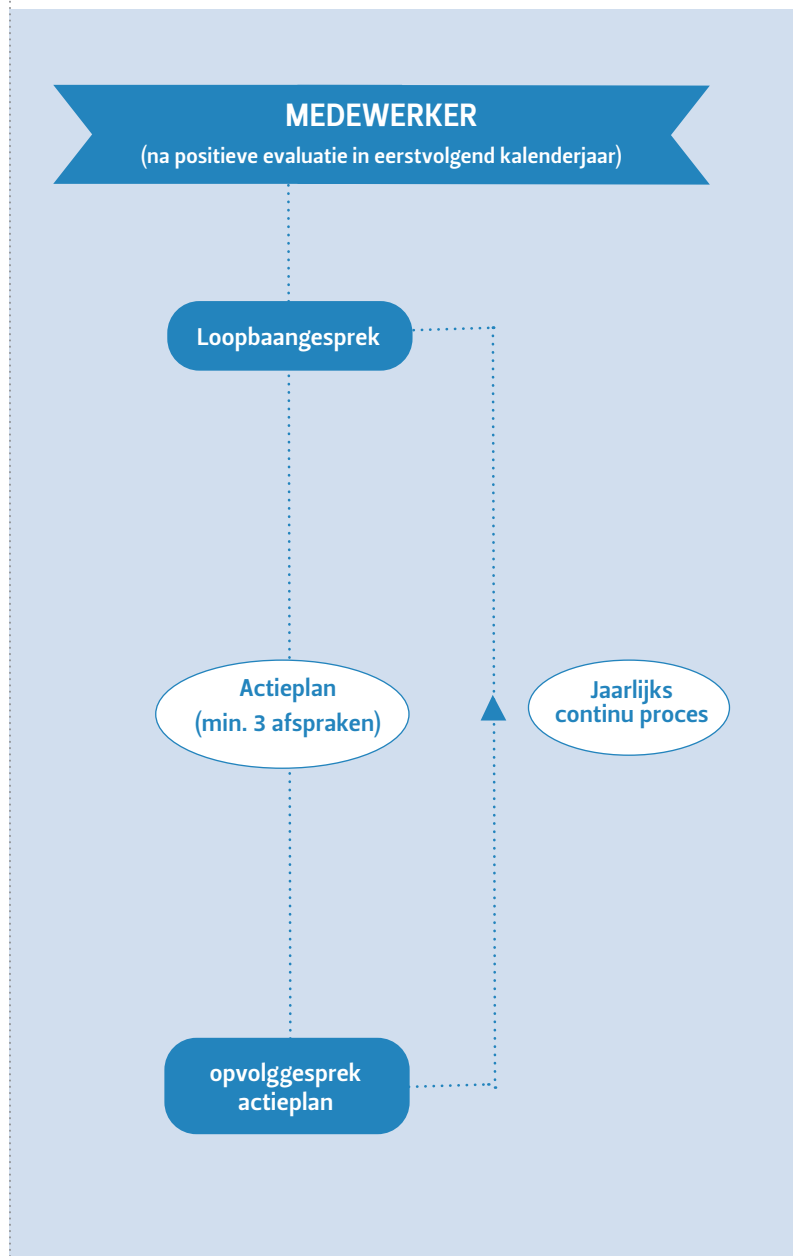 MEDEWERKER
(na positieve evaluatie in eerstvolgend kalenderjaar)
Loopbaangesprek
Actieplan
(min. 3 afspraken)
Jaarlijks
continu proces
opvolggesprek
actieplan